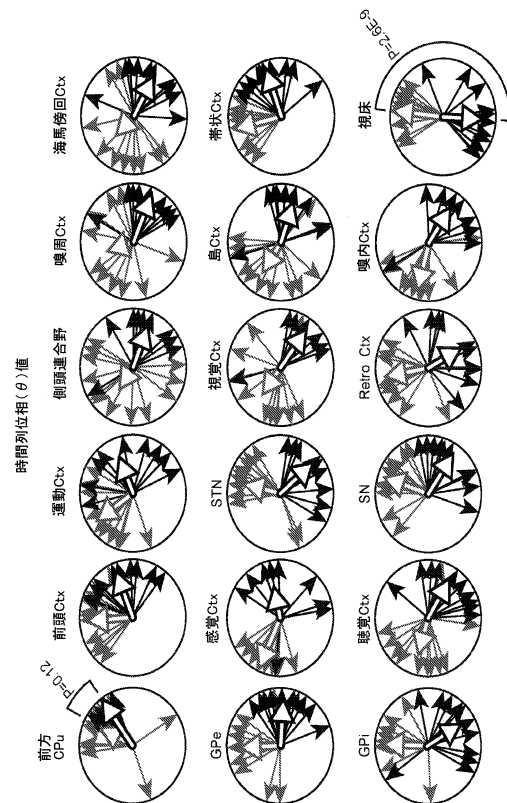 時間列位相(θ)値
前方
CPu
P=0.12
前頭Ctx
運動Ctx
側頭連合野
嗅周Ctx
海馬傍回Ctx
GPe
感覚Ctx
STN
視覚Ctx
島Ctx
帯状Ctx
GPi
聴覚Ctx
SN
Retro Ctx
嗅内Ctx
視床
P=2.6E-9